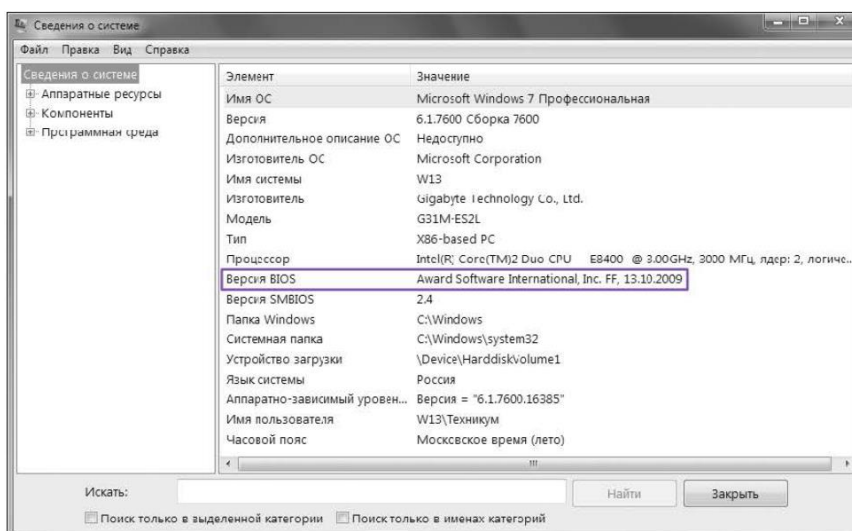 Сведения о системе
Файл Правка Вид Справка
Сведения о системе
Аппаратные ресурсы
Компоненты
Программная среда
Элемент Значение
Имя ОС Microsoft Windows 7 Профессиональная
Версия 6.1.7600 Сборка 7600
Дополнительное описание ОС Недоступно
Изготовитель ОС Microsoft Corporation
Имя системы W13
Изготовитель Gigabyte Technology Co., Ltd.
Модель G31M-ES2L
Тип X86-based PC
Процессор Intel(R) Core(TM)2 Duo CPU E8400 @ 3.00GHz, 3000 МГц, ядер: 2, логиче...
Версия BIOS Award Software International, Inc. FF, 13.10.2009
Версия SMBIOS 2.4
Папка Windows C:\Windows
Системная папка C:\Windows\system32
Устройство загрузки \Device\HarddiskVolume1
Язык системы Россия
Аппаратно-зависимый уровен... Версия = "6.1.7600.16385"
Имя пользователя W13\Техникум
Часовой пояс Московское время (лето)
Искать: Найти Закрыть
Поиск только в выделенной категории Поиск только в именах категорий